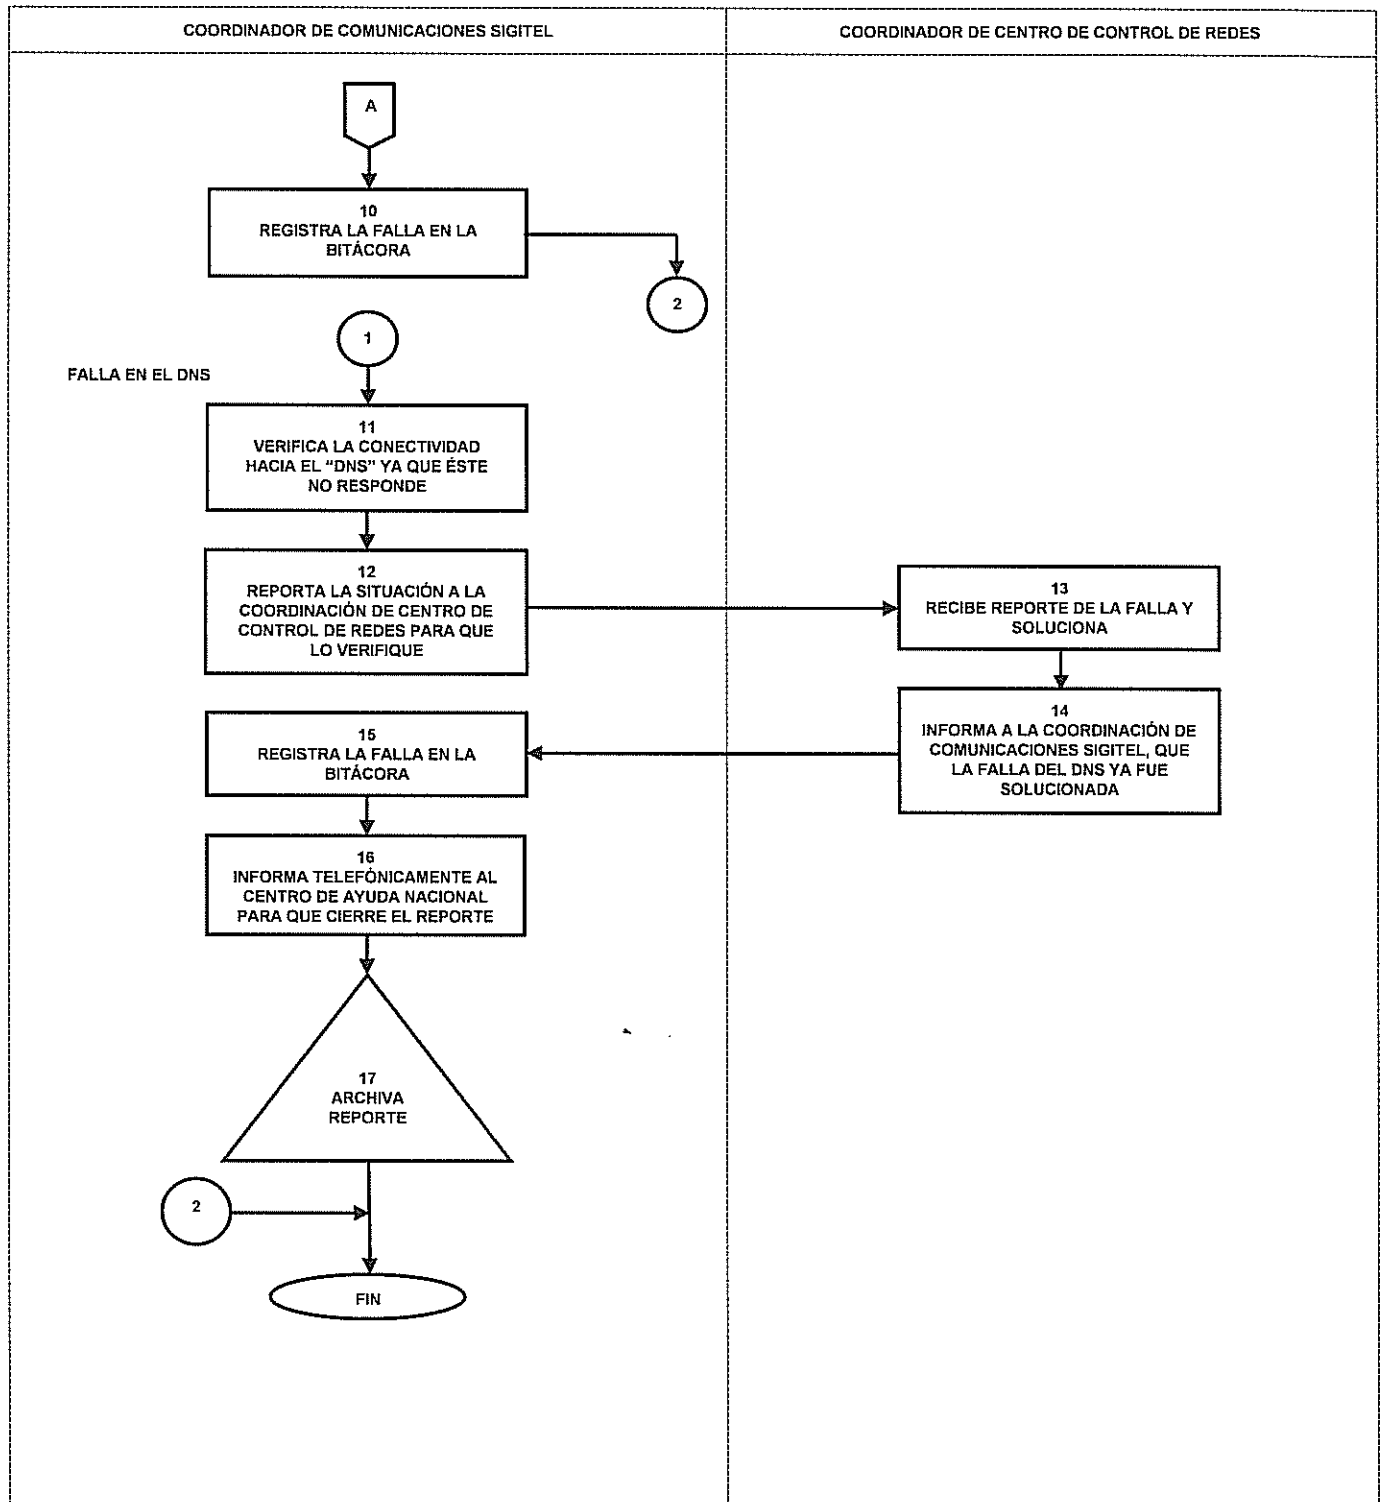 COORDINADOR DE COMUNICACIONES SIGITEL
COORDINADOR DE CENTRO DE CONTROL DE REDES
A
10
REGISTRA LA FALLA EN LA
BITÁCORA
2
1
FALLA EN EL DNS
11
VERIFICA LA CONECTIVIDAD
HACIA EL “DNS” YA QUE ÉSTE
NO RESPONDE
12
REPORTA LA SITUACIÓN A LA
COORDINACIÓN DE CENTRO DE
CONTROL DE REDES PARA QUE
LO VERIFIQUE
13
RECIBE REPORTE DE LA FALLA Y
SOLUCIONA
14
INFORMA A LA COORDINACIÓN DE
COMUNICACIONES SIGITEL, QUE
LA FALLA DEL DNS YA FUE
SOLUCIONADA
15
REGISTRA LA FALLA EN LA
BITÁCORA
16
INFORMA TELEFÓNICAMENTE AL
CENTRO DE AYUDA NACIONAL
PARA QUE CIERRE EL REPORTE
17
ARCHIVA
REPORTE
2
FIN